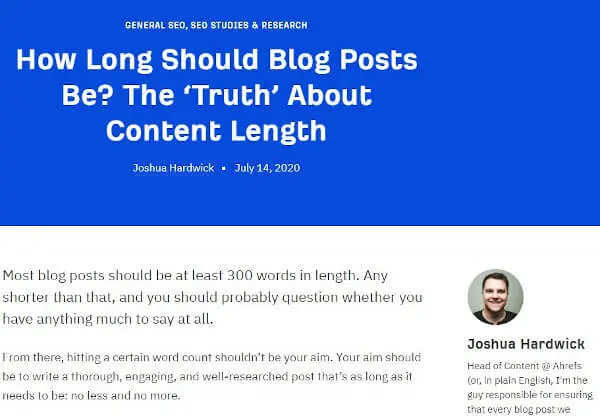 GENERAL SEO, SEO STUDIES & RESEARCH
How Long Should Blog Posts
Be? The ‘Truth’ About
Content Length
Joshua Hardwick • July 14, 2020
Most blog posts should be at least 300 words in length. Any
shorter than that, and you should probably question whether you
have anything much to say at all.
From there, hitting a certain word count shouldn’t be your aim. Your aim should
be to write a thorough, engaging, and well-researched post that’s as long as it
needs to be: no less and no more.
Joshua Hardwick
Head of Content @ Ahrefs
(or, in plain English, I'm the
guy responsible for ensuring
that every blog post we